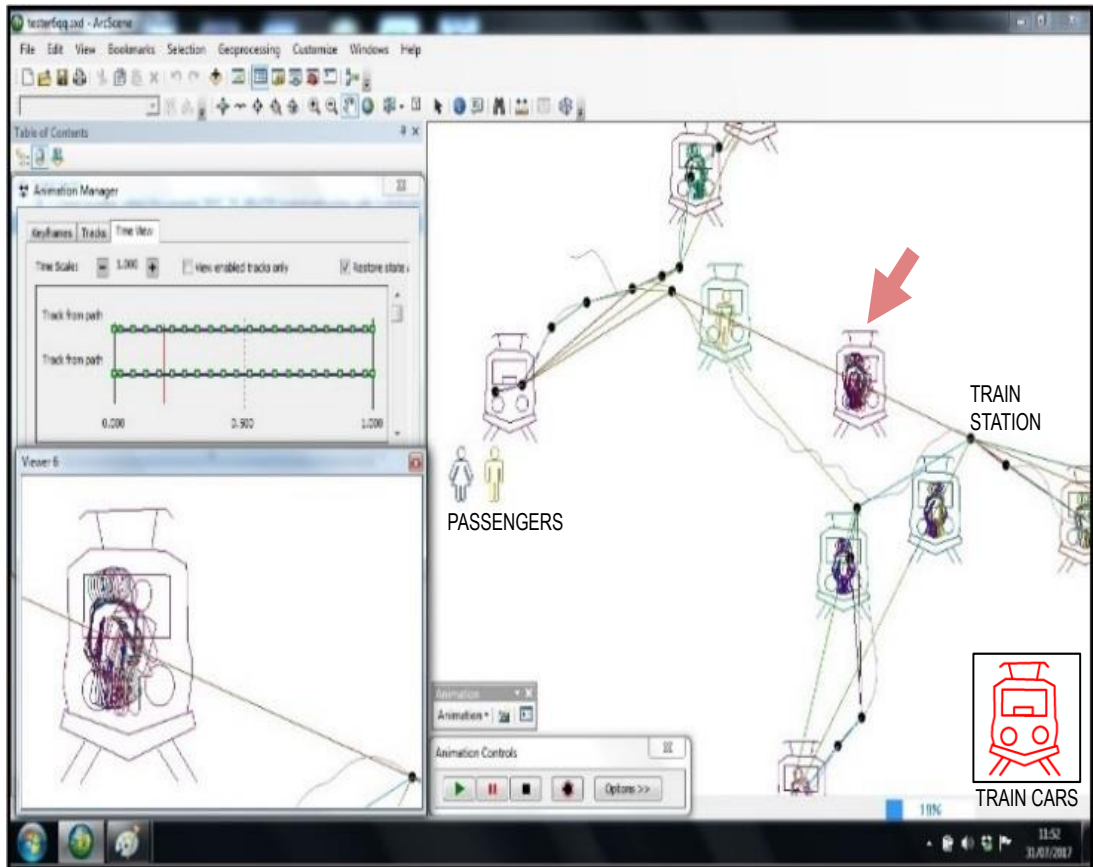 tester6qq.sxd - ArcScene
File Edit View Bookmarks Selection Geoprocessing Customize Windows Help
Table of Contents
Animation Manager
Keyframes Tracks Time View
Time Scale: 1.000 View enabled tracks only Restore state
Track from path
Track from path
0.000 0.500 1.000
Viewer 6
TRAIN
STATION
PASSENGERS
Animation
Animation
Animation Controls
Options >>
TRAIN CARS
19%
11:52
31/07/2017